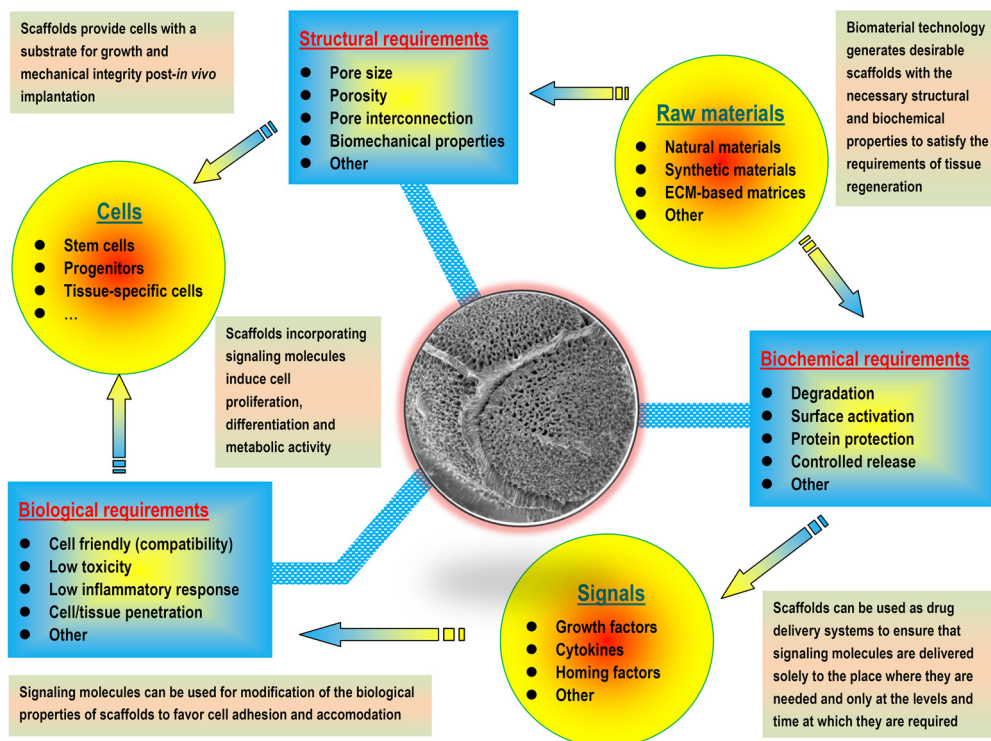 Scaffolds provide cells with a
substrate for growth and
mechanical integrity post-in vivo
implantation
Structural requirements
● Pore size
● Porosity
● Pore interconnection
● Biomechanical properties
● Other
Raw materials
● Natural materials
● Synthetic materials
● ECM-based matrices
● Other
Biomaterial technology
generates desirable
scaffolds with the
necessary structural
and biochemical
properties to satisfy the
requirements of tissue
regeneration
Cells
● Stem cells
● Progenitors
● Tissue-specific cells
● …
Scaffolds incorporating
signaling molecules
induce cell
proliferation,
differentiation and
metabolic activity
Biochemical requirements
● Degradation
● Surface activation
● Protein protection
● Controlled release
● Other
Biological requirements
● Cell friendly (compatibility)
● Low toxicity
● Low inflammatory response
● Cell/tissue penetration
● Other
Signals
● Growth factors
● Cytokines
● Homing factors
● Other
Scaffolds can be used as drug
delivery systems to ensure that
signaling molecules are delivered
solely to the place where they are
needed and only at the levels and
time at which they are required
Signaling molecules can be used for modification of the biological
properties of scaffolds to favor cell adhesion and accomodation